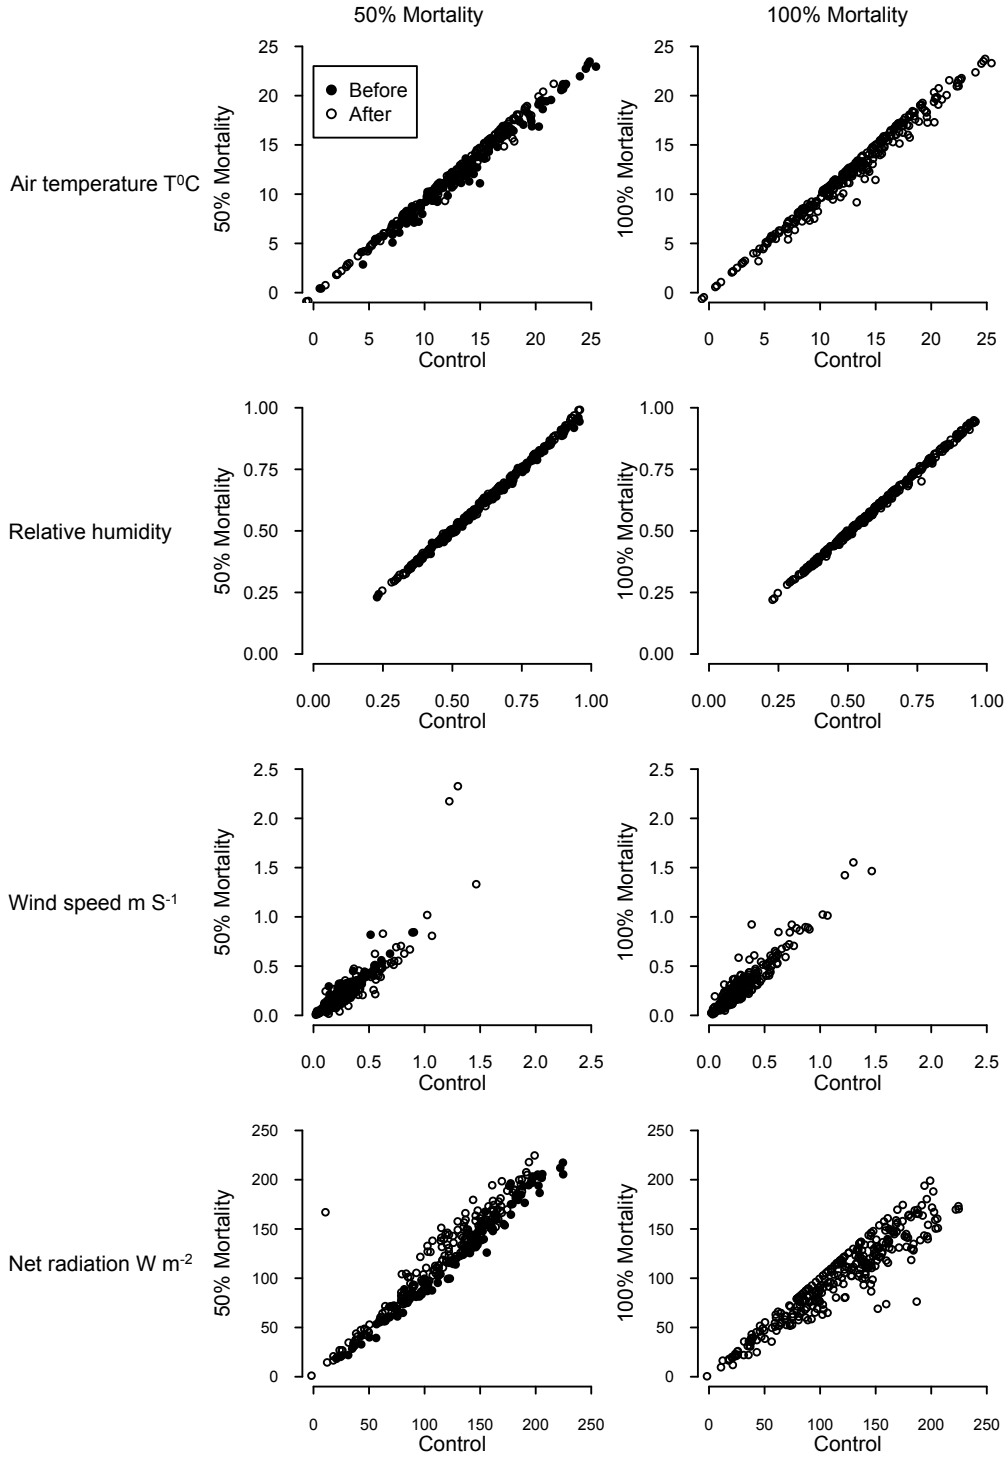 50% Mortality
100% Mortality
Air temperature T⁰C
50% Mortality
25
20
15
10
5
0
Before
After
0 5 10 15 20 25
Control
100% Mortality
25
20
15
10
5
0
0 5 10 15 20 25
Control
Relative humidity
50% Mortality
1.00
0.75
0.50
0.25
0.00
0.00 0.25 0.50 0.75 1.00
Control
100% Mortality
1.00
0.75
0.50
0.25
0.00
0.00 0.25 0.50 0.75 1.00
Control
Wind speed m S⁻¹
50% Mortality
2.5
2.0
1.5
1.0
0.5
0.0
0.0 0.5 1.0 1.5 2.0 2.5
Control
100% Mortality
2.5
2.0
1.5
1.0
0.5
0.0
0.0 0.5 1.0 1.5 2.0 2.5
Control
Net radiation W m⁻²
50% Mortality
250
200
150
100
50
0
0 50 100 150 200 250
Control
100% Mortality
250
200
150
100
50
0
0 50 100 150 200 250
Control